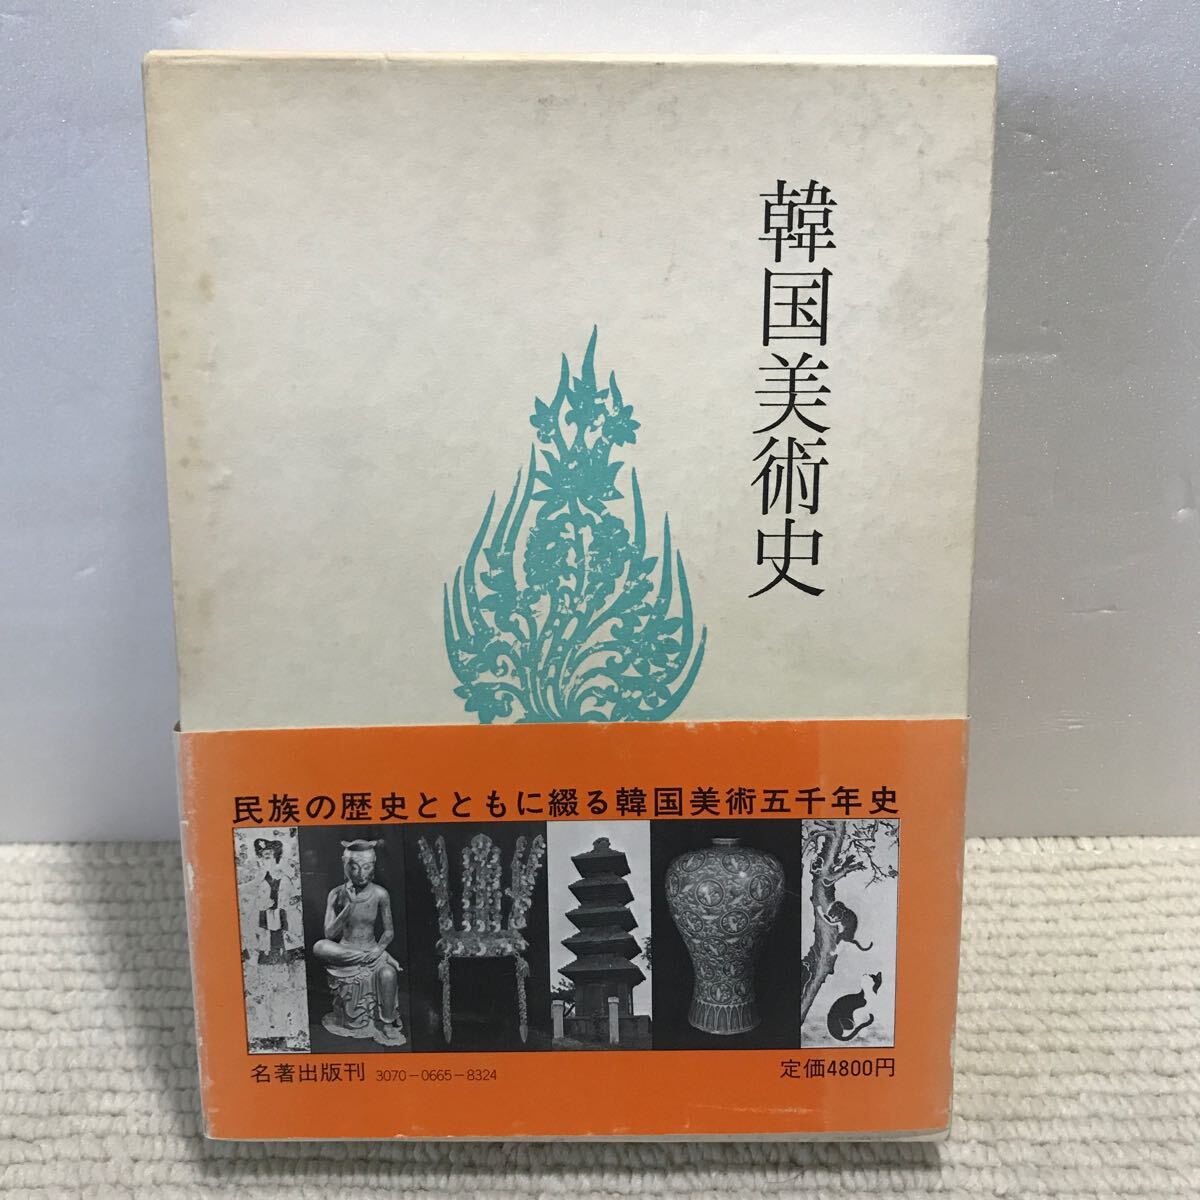 韓国美術史
民族の歴史とともに綴る韓国美術五千年史
名著出版刊 3070-0665-8324
定価4800円